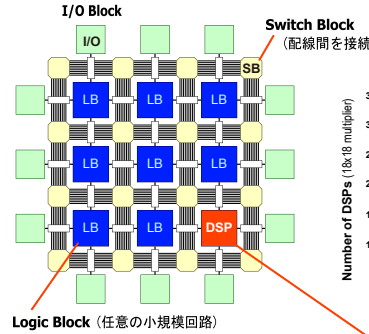 I/O Block
I/O
Switch Block
(配線間を接続
SB
LB LB LB
LB LB LB
LB LB DSP
Number of DSPs (18x18 multiplier)
Logic Block (任意の小規模回路)